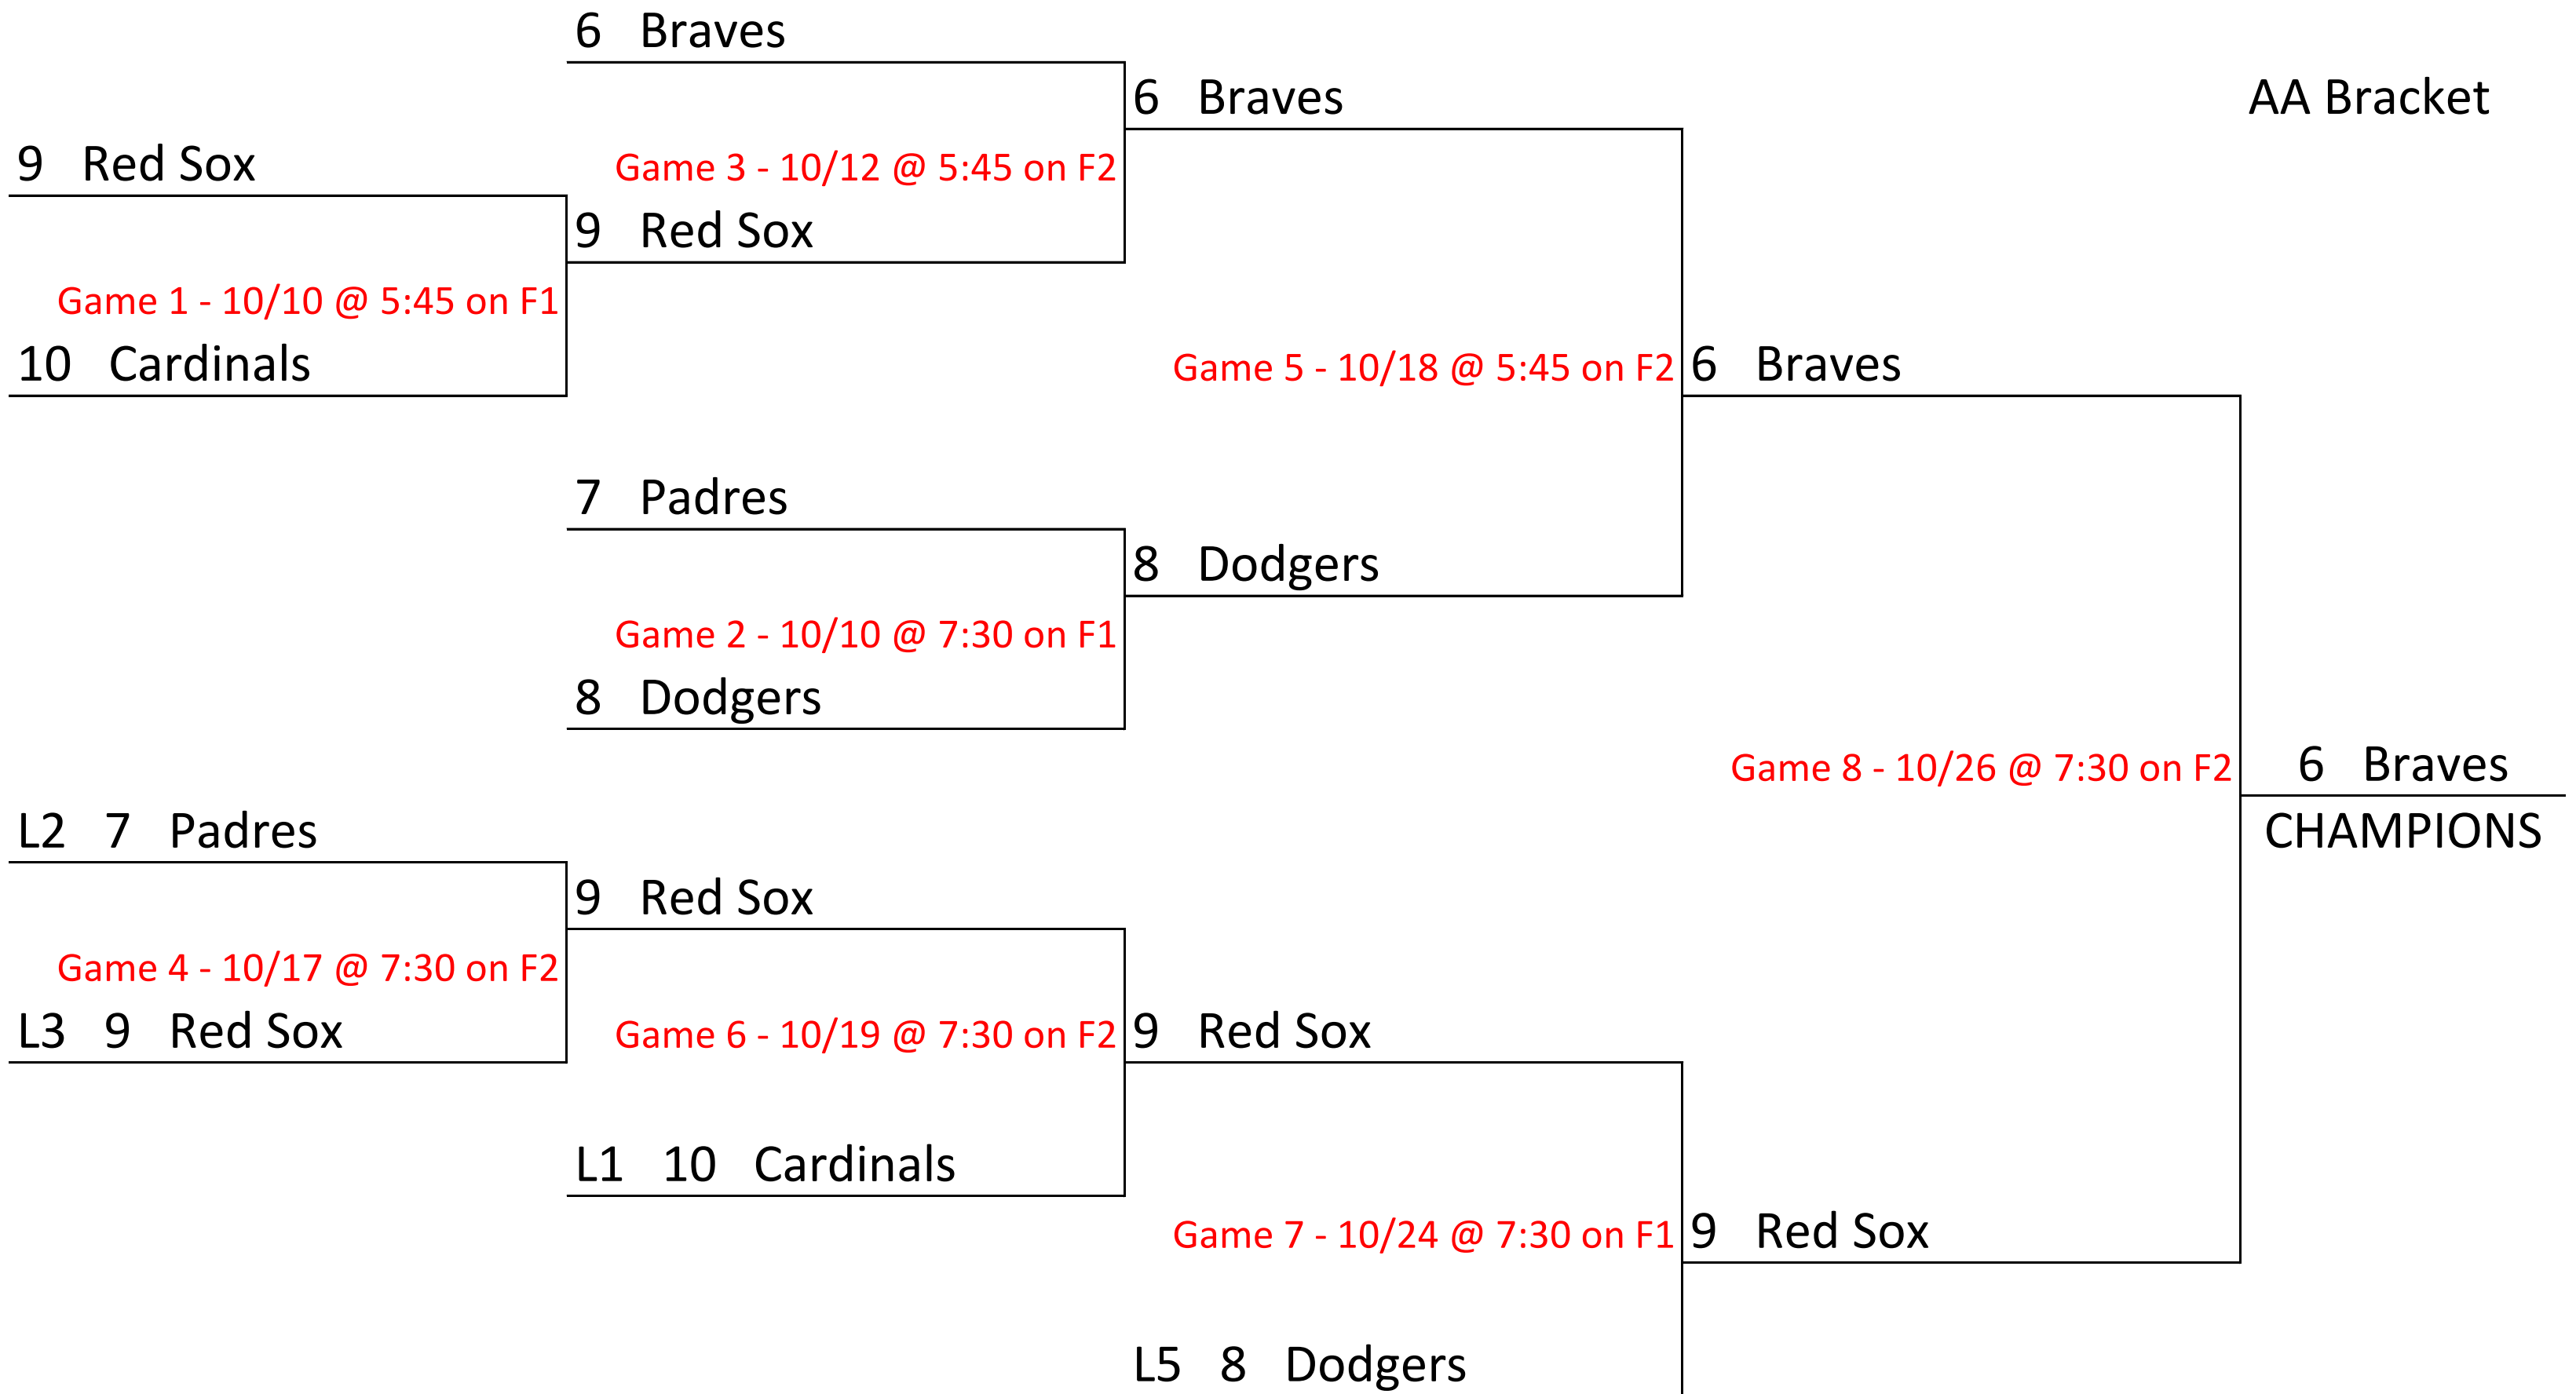 6 Braves
6 Braves
AA Bracket
9 Red Sox
Game 3 - 10/12 @ 5:45 on F2
9 Red Sox
Game 1 - 10/10 @ 5:45 on F1
10 Cardinals
Game 5 - 10/18 @ 5:45 on F2
6 Braves
7 Padres
8 Dodgers
Game 2 - 10/10 @ 7:30 on F1
8 Dodgers
Game 8 - 10/26 @ 7:30 on F2
6 Braves
CHAMPIONS
L2 7 Padres
9 Red Sox
Game 4 - 10/17 @ 7:30 on F2
L3 9 Red Sox
Game 6 - 10/19 @ 7:30 on F2
9 Red Sox
L1 10 Cardinals
Game 7 - 10/24 @ 7:30 on F1
9 Red Sox
L5 8 Dodgers